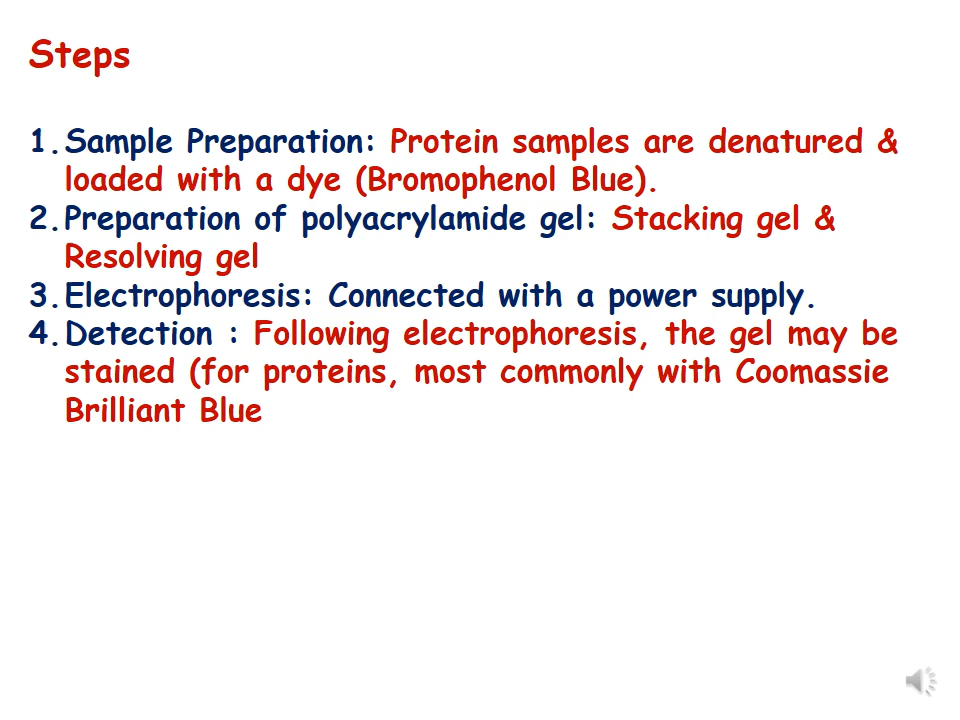 Steps
1. Sample Preparation: Protein samples are denatured &
loaded with a dye (Bromophenol Blue).
2. Preparation of polyacrylamide gel: Stacking gel &
Resolving gel
3. Electrophoresis: Connected with a power supply.
4. Detection : Following electrophoresis, the gel may be
stained (for proteins, most commonly with Coomassie
Brilliant Blue